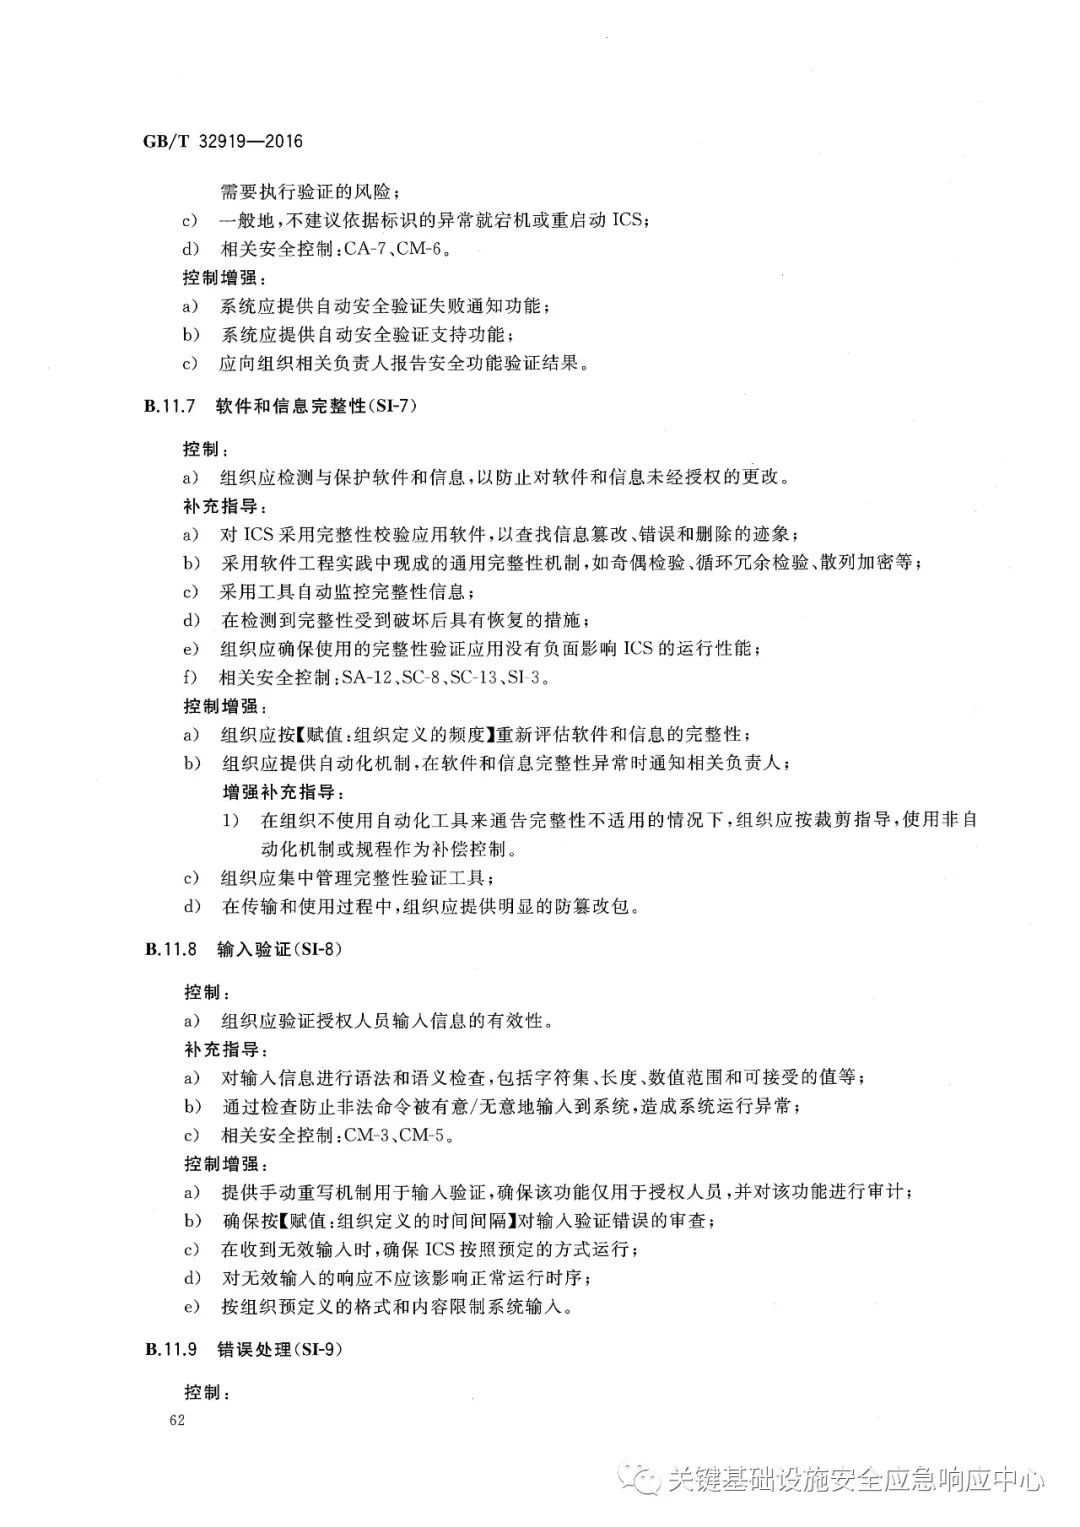 GB/T 32919—2016
需要执行验证的风险；
c） 一般地，不建议依据标识的异常就宕机或重启动 ICS；
d） 相关安全控制：CA-7、CM-6。
控制增强：
a） 系统应提供自动安全验证失败通知功能；
b） 系统应提供自动安全验证支持功能；
c） 应向组织相关负责人报告安全功能验证结果。
B.11.7 软件和信息完整性（SI-7）
控制：
a） 组织应检测与保护软件和信息，以防止对软件和信息未经授权的更改。
补充指导：
a） 对 ICS 采用完整性校验应用软件，以查找信息篡改、错误和删除的迹象；
b） 采用软件工程实践中现成的通用完整性机制，如奇偶检验、循环冗余检验、散列加密等；
c） 采用工具自动监控完整性信息；
d） 在检测到完整性受到破坏后具有恢复的措施；
e） 组织应确保使用的完整性验证应用没有负面影响 ICS 的运行性能；
f） 相关安全控制：SA-12、SC-8、SC-13、SI-3。
控制增强：
a） 组织应按【赋值：组织定义的频度】重新评估软件和信息的完整性；
b） 组织应提供自动化机制，在软件和信息完整性异常时通知相关负责人；
增强补充指导：
1） 在组织不使用自动化工具来通告完整性不适用的情况下，组织应按裁剪指导，使用非自
动化机制或规程作为补偿控制。
c） 组织应集中管理完整性验证工具；
d） 在传输和使用过程中，组织应提供明显的防篡改包。
B.11.8 输入验证（SI-8）
控制：
a） 组织应验证授权人员输入信息的有效性。
补充指导：
a） 对输入信息进行语法和语义检查，包括字符集、长度、数值范围和可接受的值等；
b） 通过检查防止非法命令被有意/无意地输入到系统，造成系统运行异常；
c） 相关安全控制：CM-3、CM-5。
控制增强：
a） 提供手动重写机制用于输入验证，确保该功能仅用于授权人员，并对该功能进行审计；
b） 确保按【赋值：组织定义的时间间隔】对输入验证错误的审查；
c） 在收到无效输入时，确保 ICS 按照预定的方式运行；
d） 对无效输入的响应不应该影响正常运行时序；
e） 按组织预定义的格式和内容限制系统输入。
B.11.9 错误处理（SI-9）
控制：
62
关键基础设施安全应急响应中心